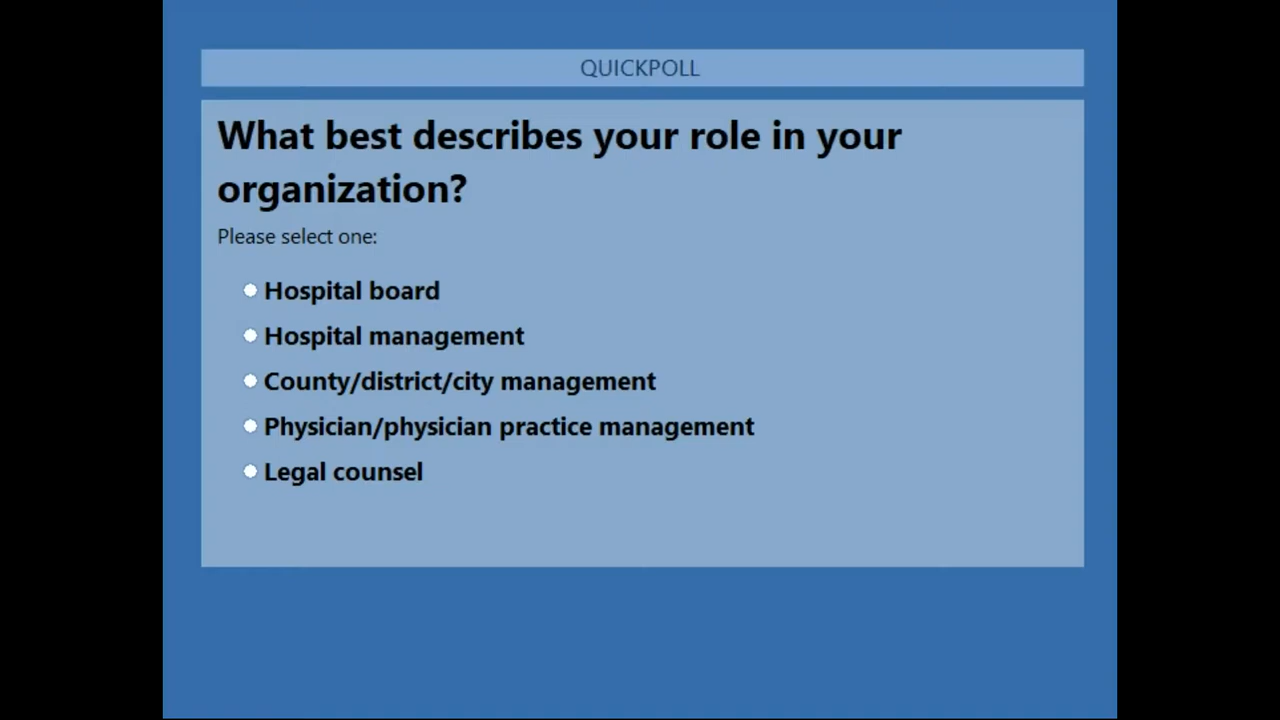 QUICKPOLL
What best describes your role in your
organization?
Please select one:
Hospital board
Hospital management
County/district/city management
Physician/physician practice management
Legal counsel